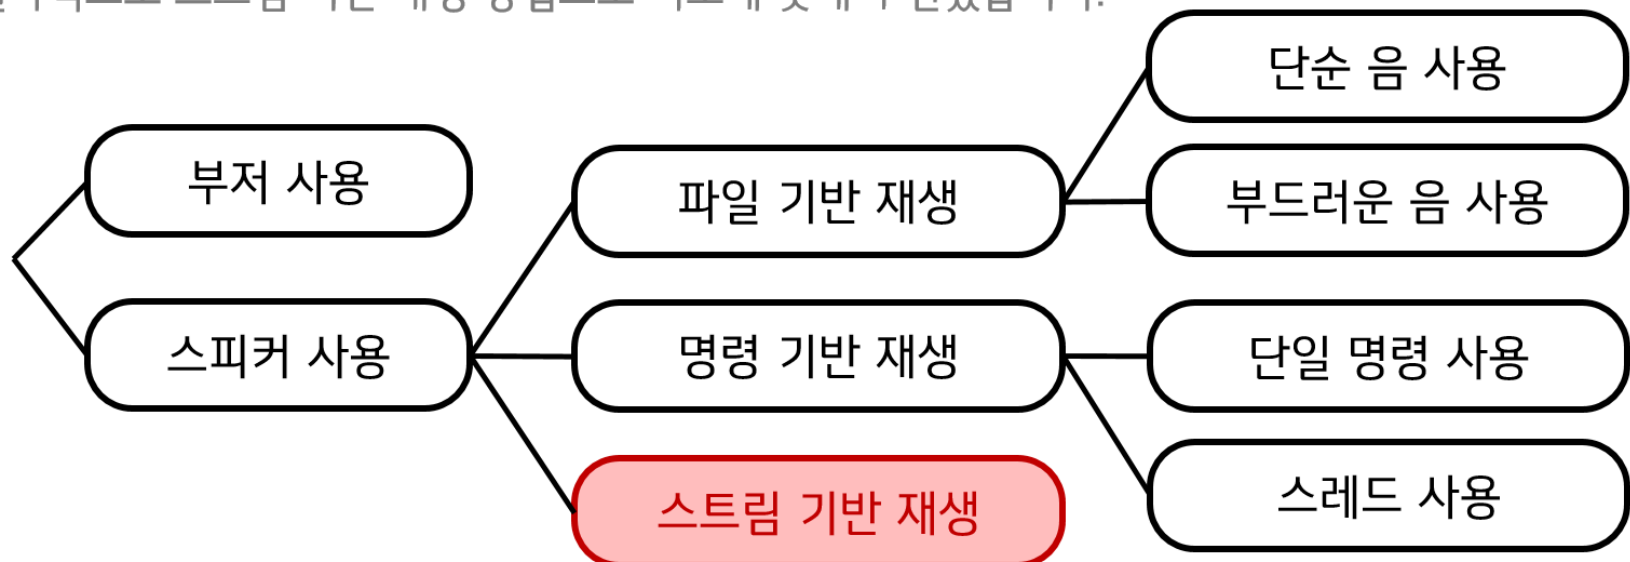 단순 음 사용
부저 사용
파일 기반 재생
부드러운 음 사용
스피커 사용
명령 기반 재생
단일 명령 사용
스트림 기반 재생
스레드 사용